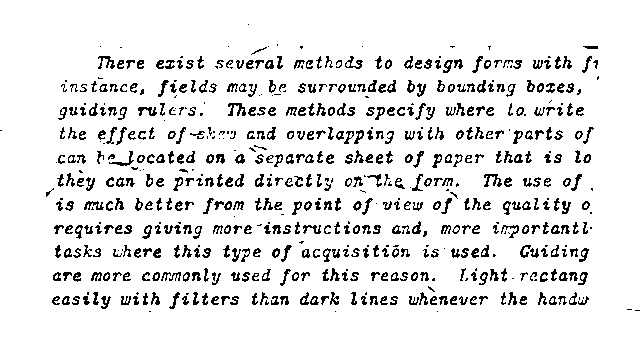 There exist several methods to design forms with fi
instance, fields may be surrounded by bounding boxes,
guiding rulers. These methods specify where to write
the effect of skew and overlapping with other parts of
can be located on a separate sheet of paper that is lo
they can be printed directly on the form. The use of
is much better from the point of view of the quality o
requires giving more instructions and, more importantl
tasks where this type of acquisition is used. Guiding
are more commonly used for this reason. Light rectang
easily with filters than dark lines whenever the handw